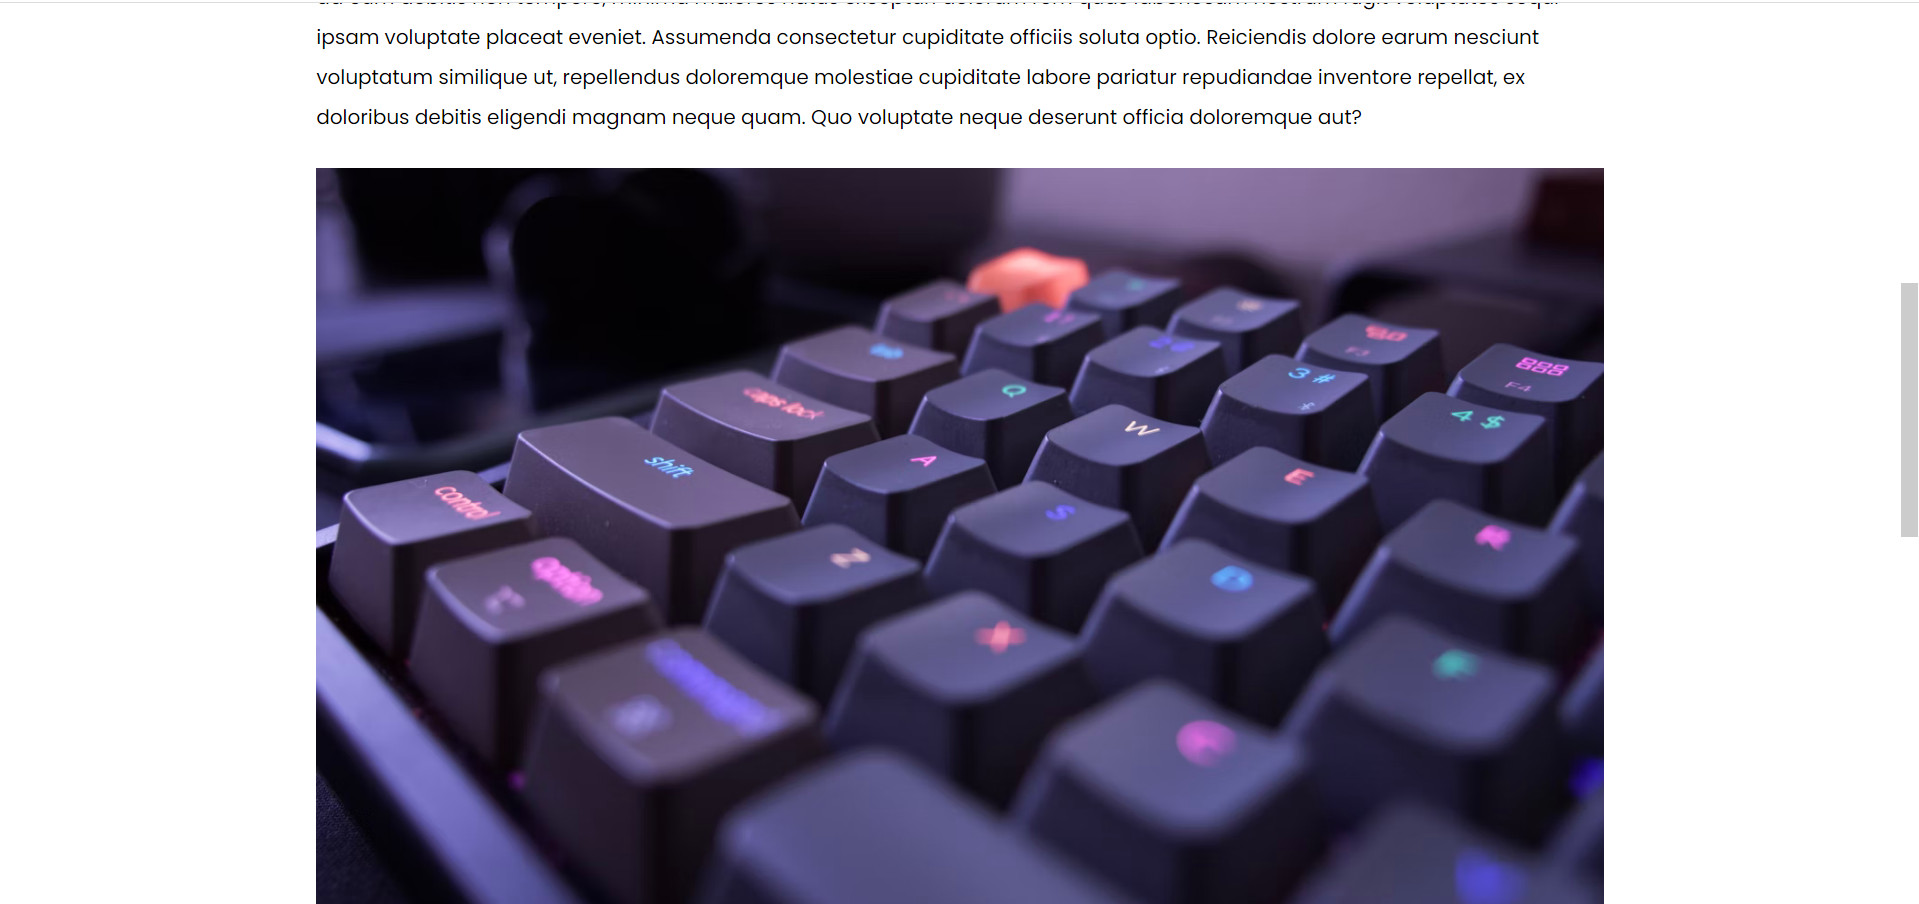 ipsam voluptate placeat eveniet. Assumenda consectetur cupiditate officiis soluta optio. Reiciendis dolore earum nesciunt
voluptatum similique ut, repellendus doloremque molestiae cupiditate labore pariatur repudiandae inventore repellat, ex
doloribus debitis eligendi magnam neque quam. Quo voluptate neque deserunt officia doloremque aut?
F3
F4
3 #
4 $
Q
caps lock
W
A
E
shift
S
control
R
option
Z
D
X
C